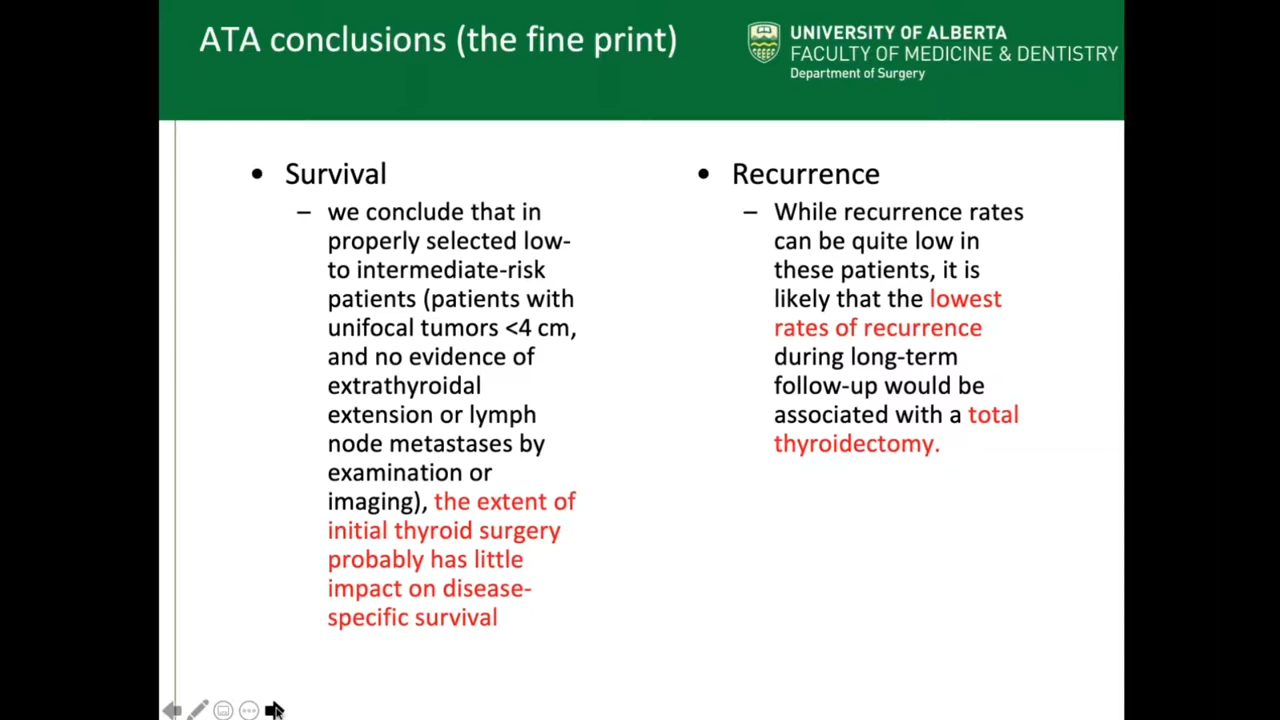 ATA conclusions (the fine print)
UNIVERSITY OF ALBERTA
FACULTY OF MEDICINE & DENTISTRY
Department of Surgery
• Survival
– we conclude that in
properly selected low-
to intermediate-risk
patients (patients with
unifocal tumors <4 cm,
and no evidence of
extrathyroidal
extension or lymph
node metastases by
examination or
imaging), the extent of
initial thyroid surgery
probably has little
impact on disease-
specific survival
• Recurrence
– While recurrence rates
can be quite low in
these patients, it is
likely that the lowest
rates of recurrence
during long-term
follow-up would be
associated with a total
thyroidectomy.